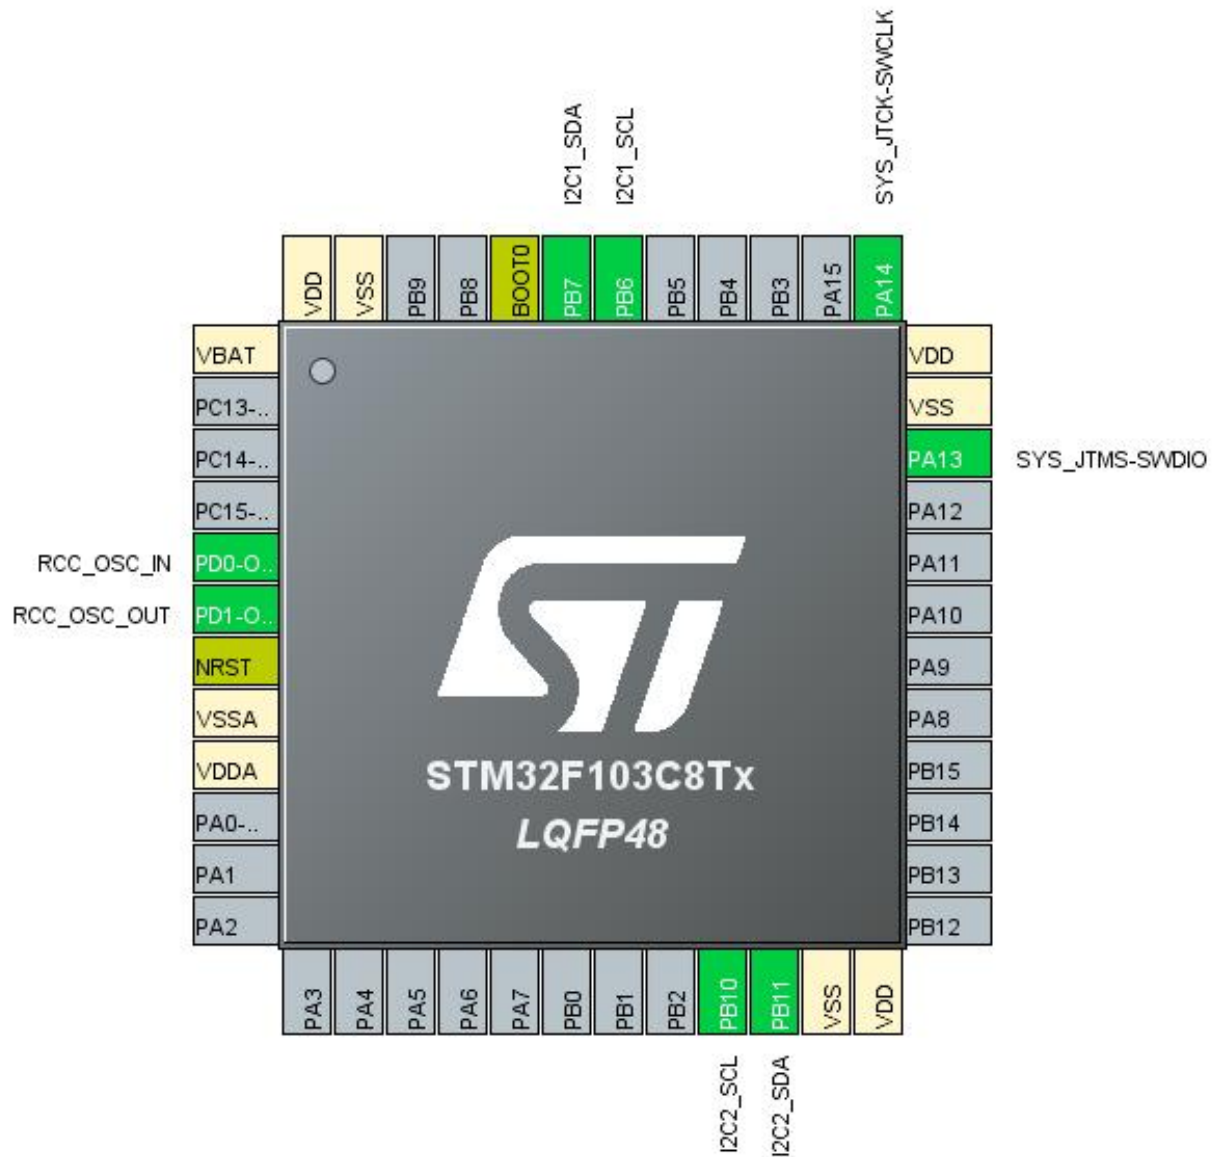 SYS_JTCK-SWCLK
I2C1_SDA
I2C1_SCL
VDD
VSS
PB9
PB8
BOOT0
PB7
PB6
PB5
PB4
PB3
PA15
PA14
VBAT
PC13-..
PC14-..
PC15-..
RCC_OSC_IN
PD0-O..
RCC_OSC_OUT
PD1-O..
NRST
VSSA
VDDA
PA0-..
PA1
PA2
VDD
VSS
PA13
SYS_JTMS-SWDIO
PA12
PA11
PA10
PA9
PA8
PB15
PB14
PB13
PB12
ST
STM32F103C8Tx
LQFP48
PA3
PA4
PA5
PA6
PA7
PB0
PB1
PB2
PB10
PB11
VSS
VDD
I2C2_SCL
I2C2_SDA